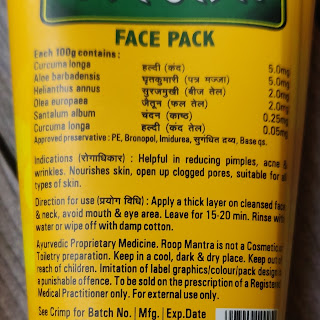 FACE PACK
Each 100g contains :
Curcuma longa हल्दी (कंद) 5.0mg
Aloe barbadensis घृतकुमारी (पत्र मज्जा) 5.0mg
Helianthus annus सुरजमुखी (बीज तेल) 2.0mg
Olea europaea जैतून (फल तेल) 2.0mg
Santalum album चंदन (काष्ठ) 0.25mg
Curcuma longa हल्दी (कंद तेल) 0.05mg
Approved preservative : PE, Bronopol, Imidurea, सुगंधित द्रव्य, Base qs.
Indications (रोगाधिकार) : Helpful in reducing pimples, acne &
wrinkles. Nourishes skin, open up clogged pores, suitable for all
types of skin.
Direction for use (प्रयोग विधि) : Apply a thick layer on cleansed face
& neck, avoid mouth & eye area. Leave for 15-20 min. Rinse with
water or wipe off with damp cotton.
Ayurvedic Proprietary Medicine. Roop Mantra is not a Cosmetic or
Toiletry preparation. Keep in a cool, dark & dry place. Keep out of
reach of children. Imitation of label graphics/colour/pack design is
a punishable offence. To be sold on the prescription of a Registered
Medical Practitioner only. For external use only.
See Crimp for Batch No. | Mfg. | Exp.Date